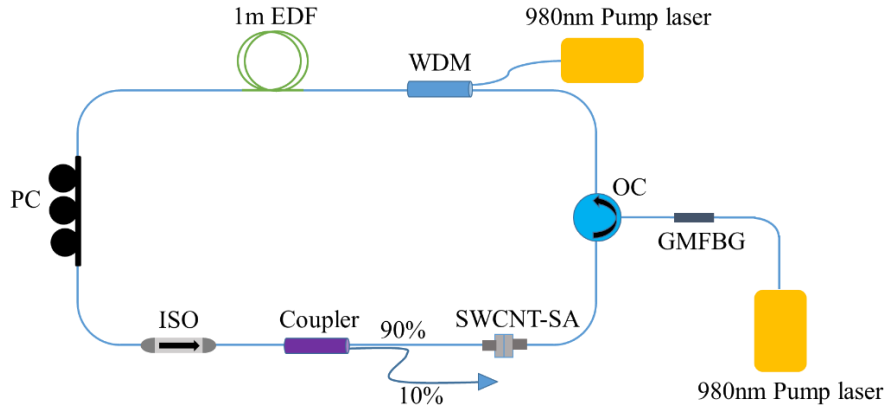 1m EDF
980nm Pump laser
WDM
PC
OC
GMFBG
ISO
Coupler
90%
SWCNT-SA
10%
980nm Pump laser